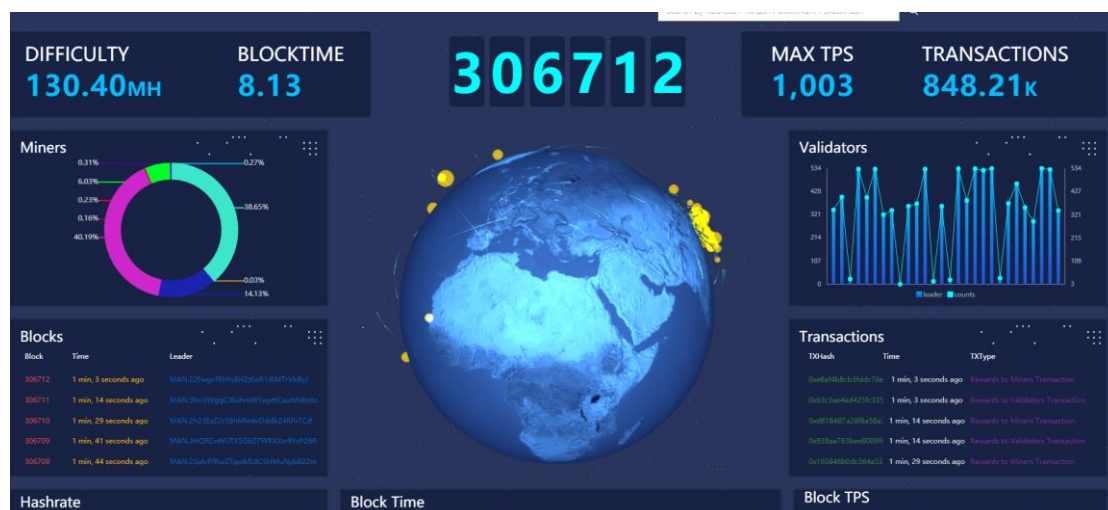 DIFFICULTY
130.40MH
BLOCKTIME
8.13
306712
MAX TPS
1,003
TRANSACTIONS
848.21K
Miners
0.31%
0.27%
6.03%
0.23%
38.65%
0.16%
40.19%
0.03%
14.13%
Validators
534 534
428 427
321 321
214 215
107 109
0 3
leader counts
Blocks
Block Time Leader
306712 1 min, 3 seconds ago
306711 1 min, 14 seconds ago
306710 1 min, 29 seconds ago
306709 1 min, 41 seconds ago
306708 1 min, 44 seconds ago
Transactions
TXHash Time TXType
1 min, 3 seconds ago Rewards to Miners Transaction
1 min, 3 seconds ago Rewards to Validators Transaction
1 min, 14 seconds ago Rewards to Miners Transaction
1 min, 14 seconds ago Rewards to Validators Transaction
1 min, 29 seconds ago Rewards to Miners Transaction
Hashrate
Block Time
Block TPS